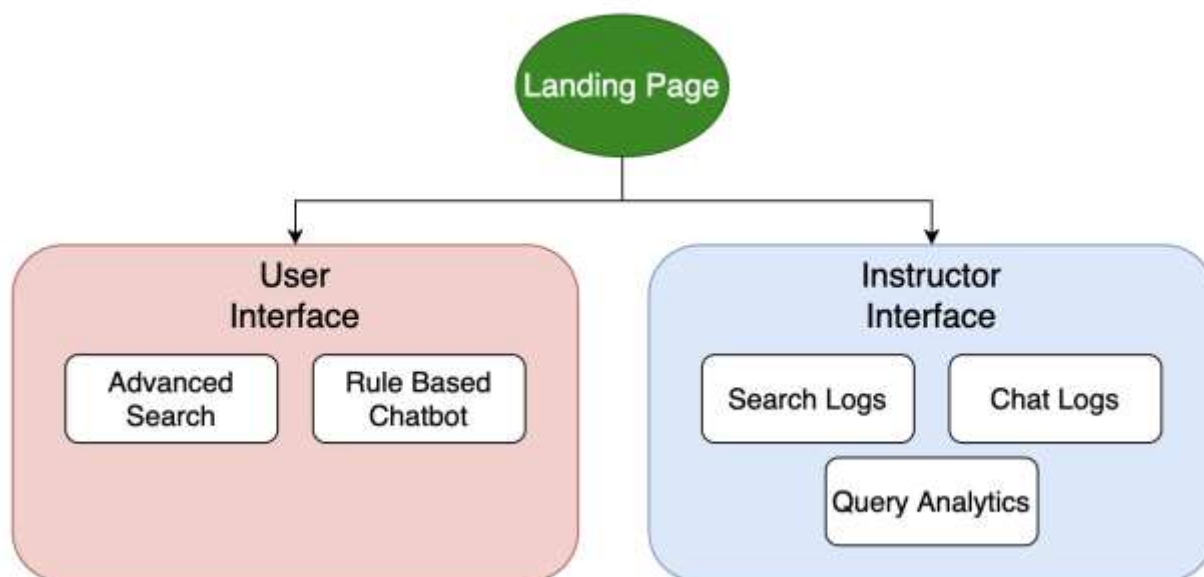 Landing Page
User
Interface
Advanced
Search
Rule Based
Chatbot
Instructor
Interface
Search Logs
Chat Logs
Query Analytics